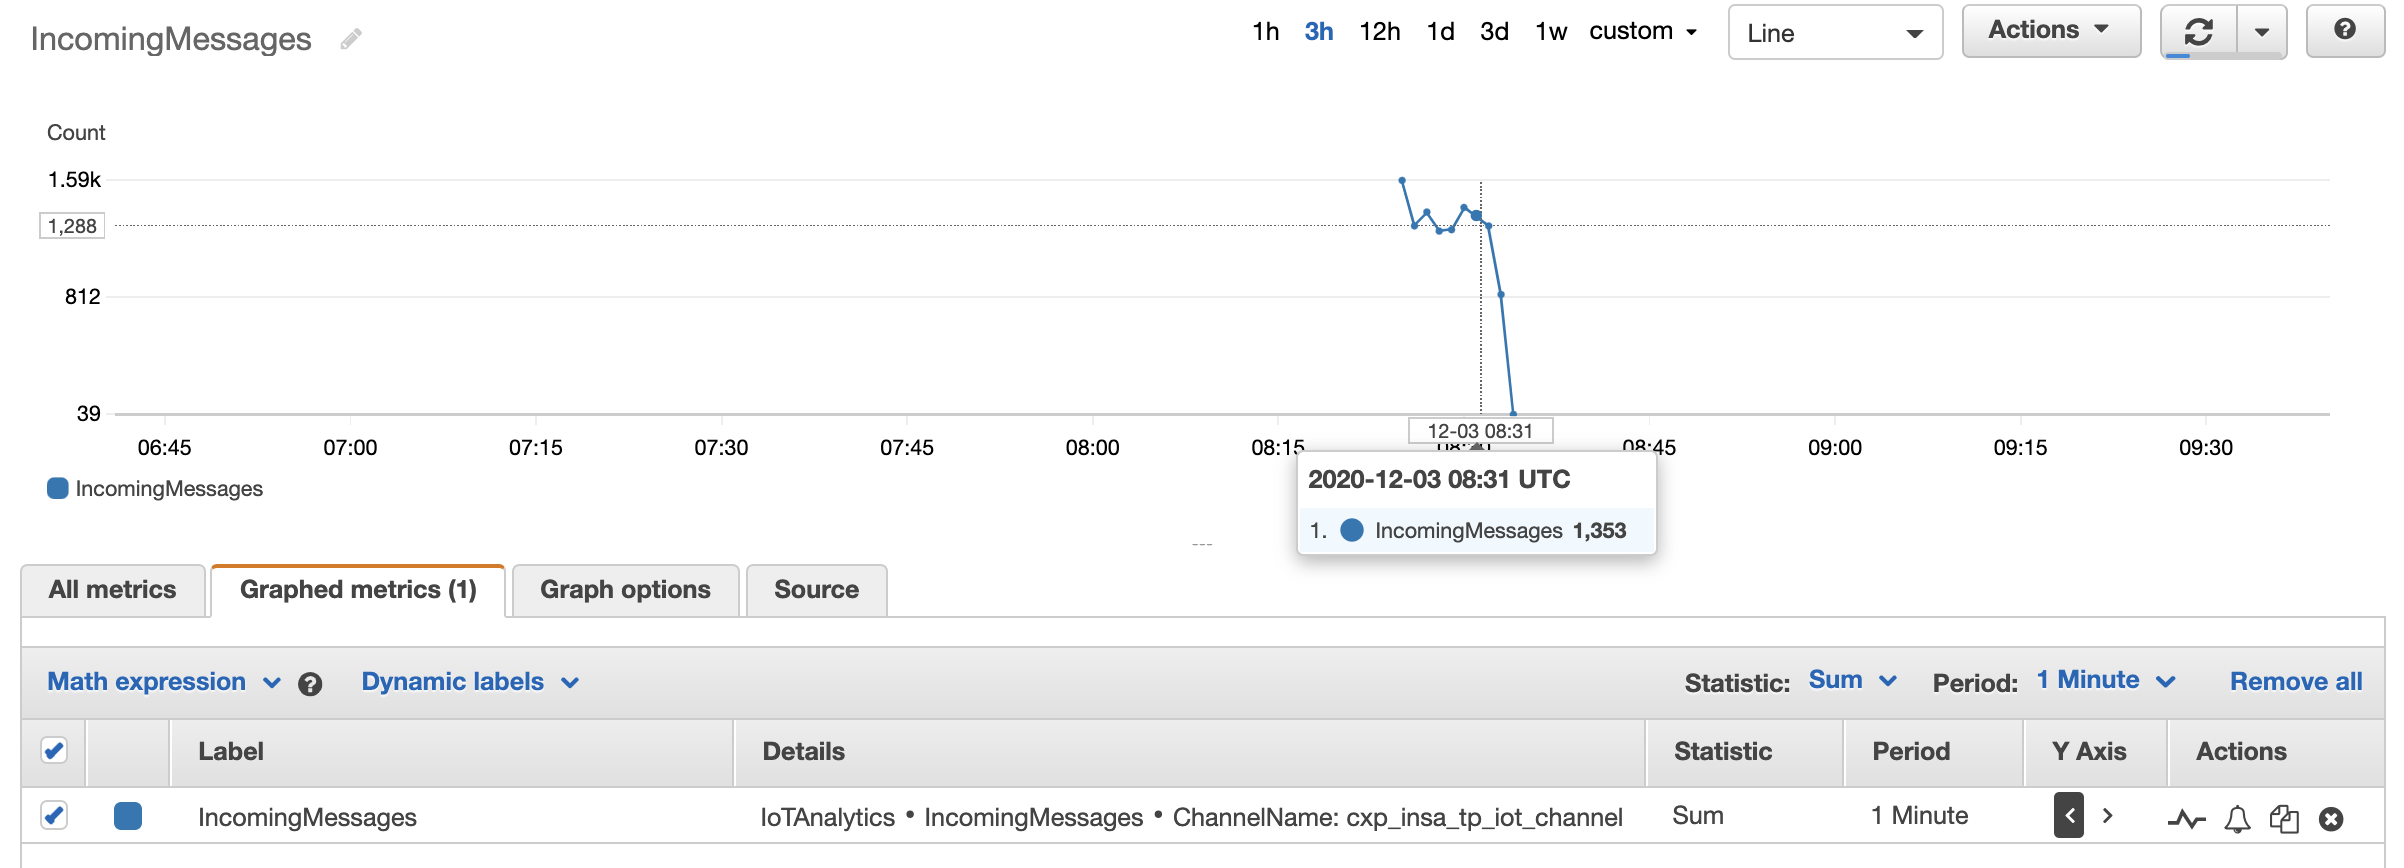 IncomingMessages
1h 3h 12h 1d 3d 1w custom
Line
Actions
Count
1.59k
1,288
812
39
12-03 08:31
06:45 07:00 07:15 07:30 07:45 08:00 08:15 08:45 09:00 09:15 09:30
IncomingMessages
2020-12-03 08:31 UTC
1. IncomingMessages 1,353
All metrics Graphed metrics (1) Graph options Source
Math expression Dynamic labels Statistic: Sum Period: 1 Minute Remove all
Label Details Statistic Period Y Axis Actions
IncomingMessages IoTAnalytics • IncomingMessages • ChannelName: cxp_insa_tp_iot_channel Sum 1 Minute